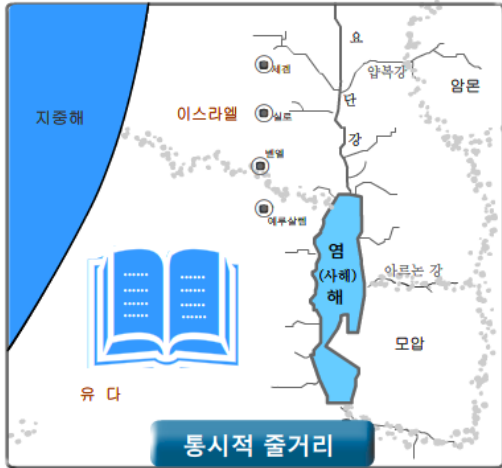 요
단
강
세겜
얍복강
암몬
지중해
이스라엘
실로
벧엘
예루살렘
염
(사해)
해
아르논 강
모압
유 다
통시적 줄거리